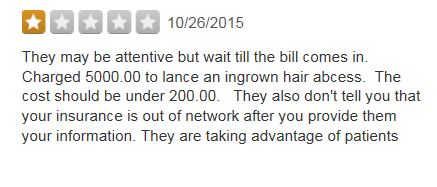 10/26/2015
They may be attentive but wait till the bill comes in.
Charged 5000.00 to lance an ingrown hair abcess.  The
cost should be under 200.00.   They also don't tell you that
your insurance is out of network after you provide them
your information. They are taking advantage of patients